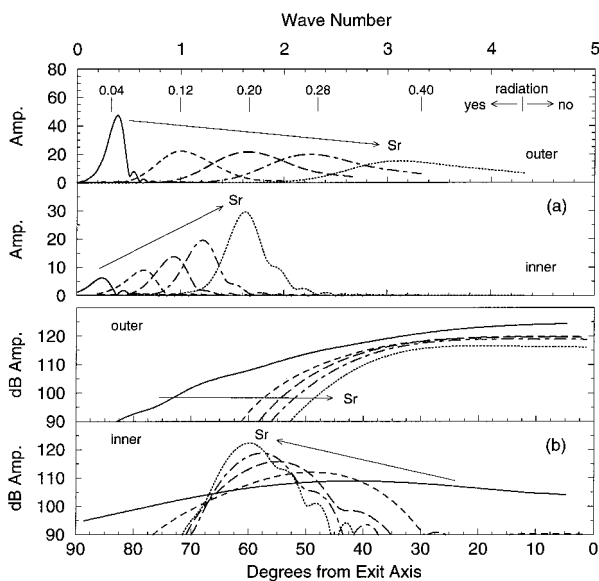 Wave Number
0 1 2 3 4 5
80
60
40
20
0
Amp.
0.04 0.12 0.20 0.28 0.40
radiation
yes no
Sr
outer
30
20
10
0
Amp.
Sr
(a)
inner
120
110
100
90
dB Amp.
outer
Sr
120
110
100
90
dB Amp.
inner
Sr
(b)
90 80 70 60 50 40 30 20 10 0
Degrees from Exit Axis